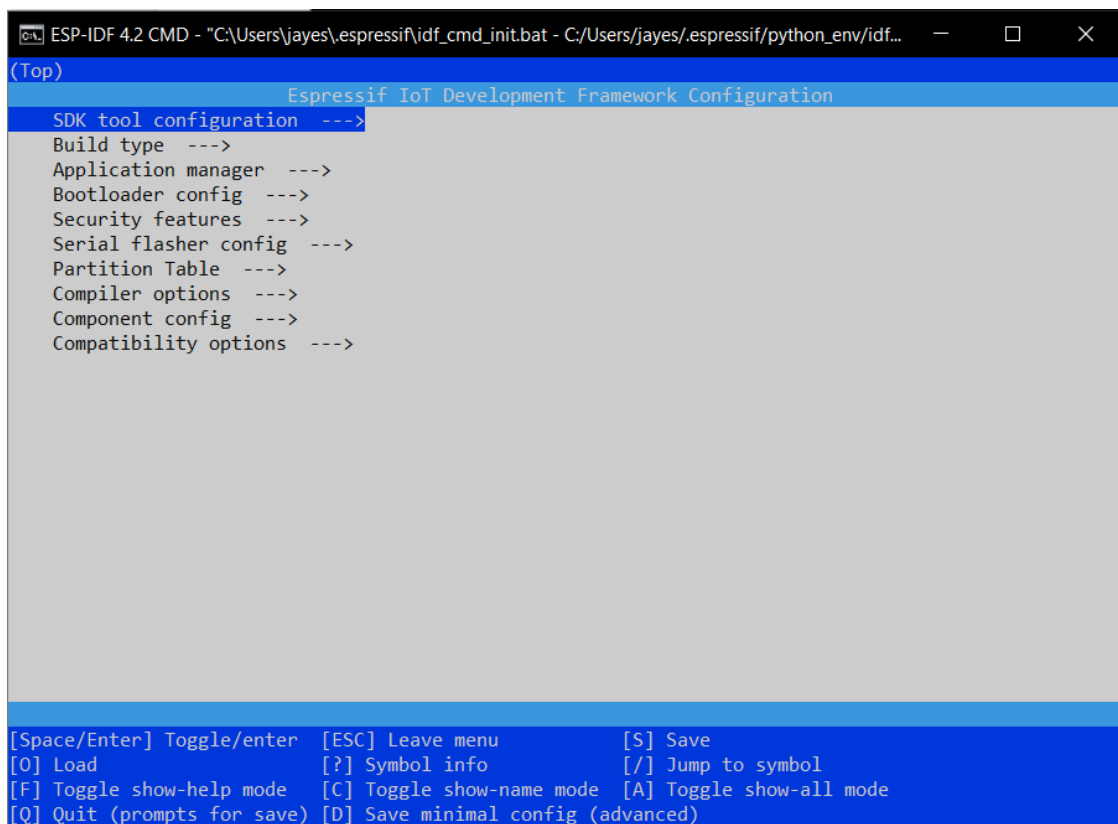 ESP-IDF 4.2 CMD - "C:\Users\jayes\.espressif\idf_cmd_init.bat - C:/Users/jayes/.espressif/python_env/idf...
(Top)
Espressif IoT Development Framework Configuration
SDK tool configuration --->
Build type --->
Application manager --->
Bootloader config --->
Security features --->
Serial flasher config --->
Partition Table --->
Compiler options --->
Component config --->
Compatibility options --->
[Space/Enter] Toggle/enter [ESC] Leave menu [S] Save
[O] Load [?] Symbol info [/] Jump to symbol
[F] Toggle show-help mode [C] Toggle show-name mode [A] Toggle show-all mode
[Q] Quit (prompts for save) [D] Save minimal config (advanced)